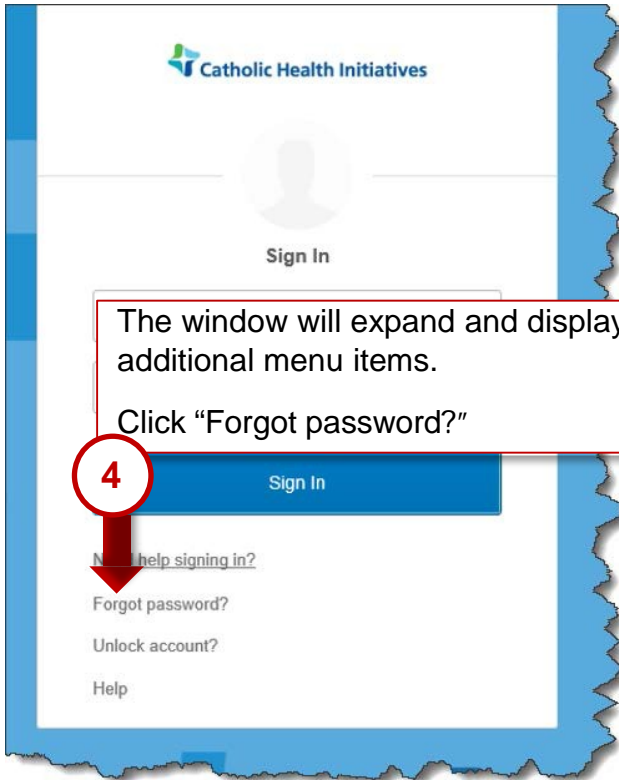 Catholic Health Initiatives
Sign In
The window will expand and display
additional menu items.
Click “Forgot password?"
4
Sign In
help signing in?
Forgot password?
Unlock account?
Help